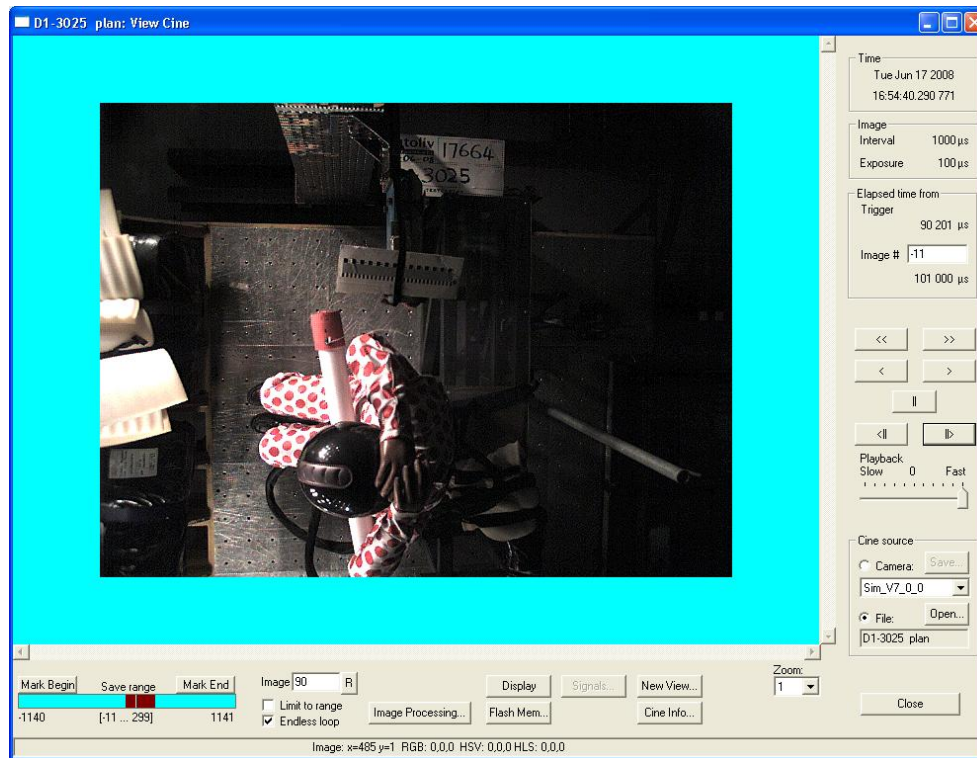 D1-3025 plan: View Cine
Time
Tue Jun 17 2008
16:54:40.290 771
Image
Interval 1000 µs
Exposure 100 µs
Elapsed time from
Trigger
90 201 µs
Image # -11
101 000 µs
<< >>
< >
Playback
Slow 0 Fast
Cine source
Camera: Save...
Sim_V7_0_0
File: Open...
D1-3025 plan
17664
3025
Mark Begin Save range Mark End
-1140 [-11 ... 299] 1141
Image 90 R
Limit to range
Endless loop
Image Processing...
Display Signals... New View...
Flash Mem... Cine Info...
Zoom:
1
Close
Image: x=485 y=1 RGB: 0,0,0 HSV: 0,0,0 HLS: 0,0,0